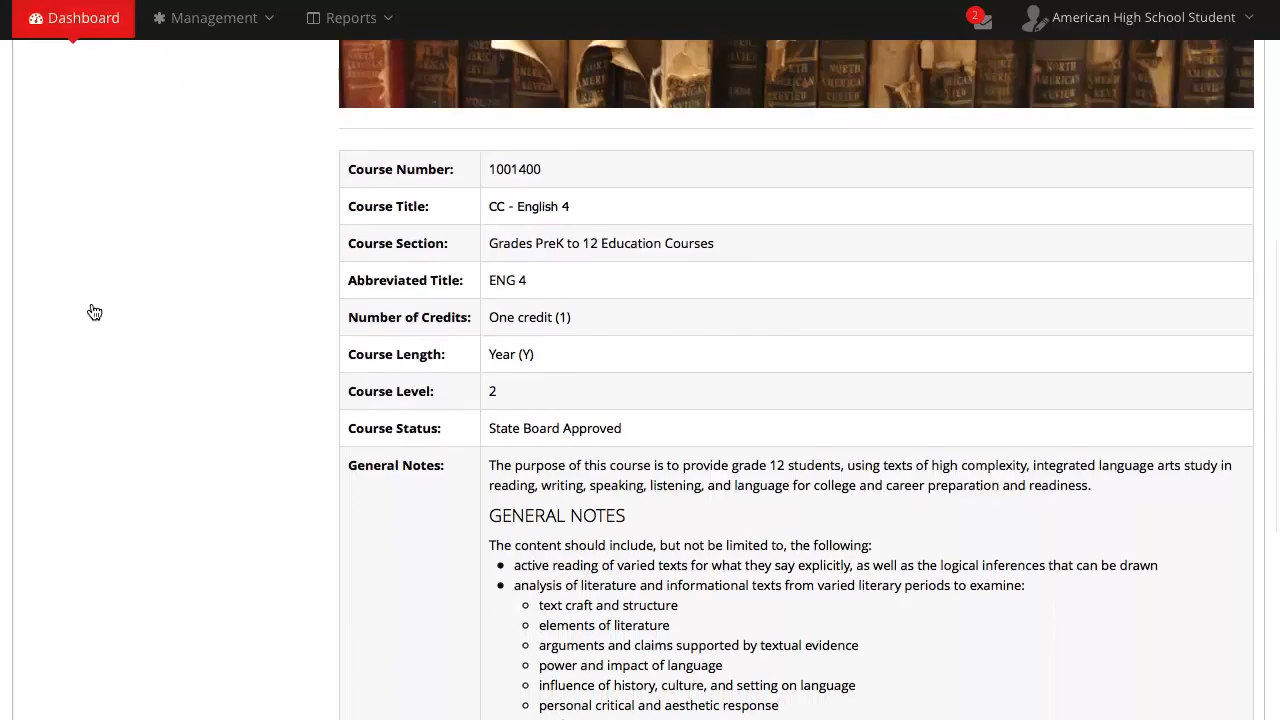 Dashboard Management Reports 2 American High School Student
NORTH AMERICAN REVIEW
NORTH AMERICAN REVIEW
Course Number: 1001400
Course Title: CC - English 4
Course Section: Grades PreK to 12 Education Courses
Abbreviated Title: ENG 4
Number of Credits: One credit (1)
Course Length: Year (Y)
Course Level: 2
Course Status: State Board Approved
General Notes: The purpose of this course is to provide grade 12 students, using texts of high complexity, integrated language arts study in
reading, writing, speaking, listening, and language for college and career preparation and readiness.
GENERAL NOTES
The content should include, but not be limited to, the following:
active reading of varied texts for what they say explicitly, as well as the logical inferences that can be drawn
analysis of literature and informational texts from varied literary periods to examine:
text craft and structure
elements of literature
arguments and claims supported by textual evidence
power and impact of language
influence of history, culture, and setting on language
personal critical and aesthetic response